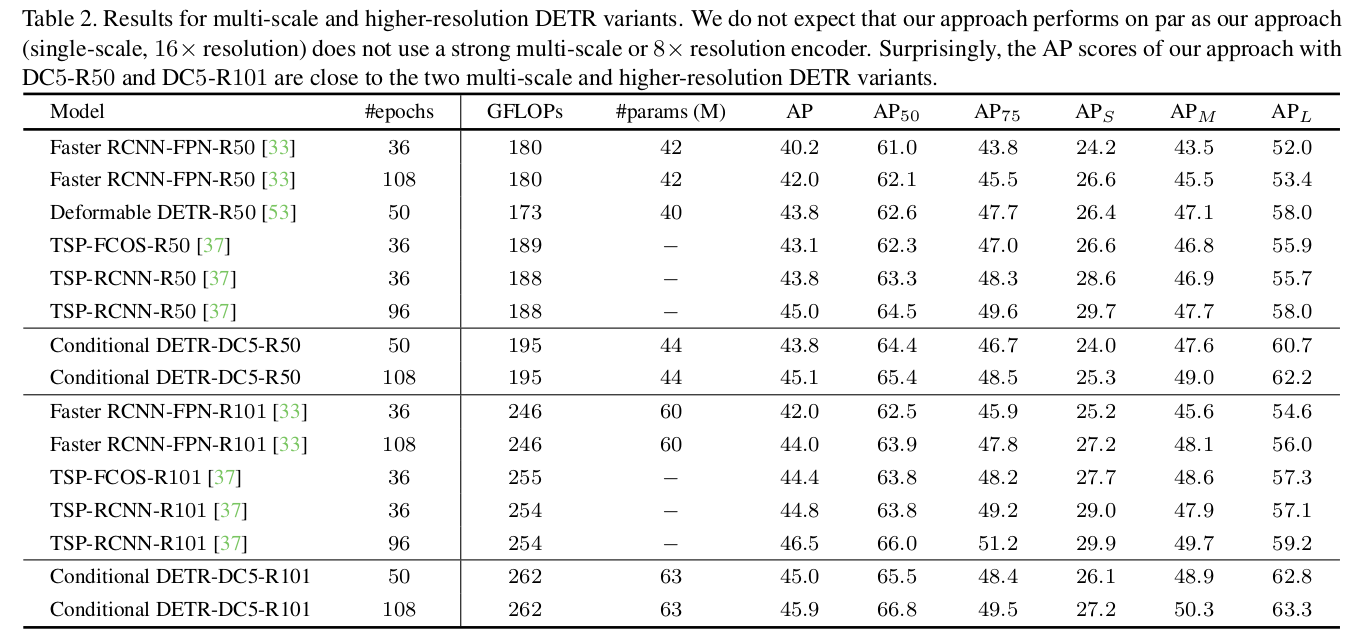 Table 2. Results for multi-scale and higher-resolution DETR variants. We do not expect that our approach performs on par as our approach
(single-scale, 16× resolution) does not use a strong multi-scale or 8× resolution encoder. Surprisingly, the AP scores of our approach with
DC5-R50 and DC5-R101 are close to the two multi-scale and higher-resolution DETR variants.
Model #epochs GFLOPs #params (M) AP AP50 AP75 APS APM APL
Faster RCNN-FPN-R50 [33] 36 180 42 40.2 61.0 43.8 24.2 43.5 52.0
Faster RCNN-FPN-R50 [33] 108 180 42 42.0 62.1 45.5 26.6 45.5 53.4
Deformable DETR-R50 [53] 50 173 40 43.8 62.6 47.7 26.4 47.1 58.0
TSP-FCOS-R50 [37] 36 189 − 43.1 62.3 47.0 26.6 46.8 55.9
TSP-RCNN-R50 [37] 36 188 − 43.8 63.3 48.3 28.6 46.9 55.7
TSP-RCNN-R50 [37] 96 188 − 45.0 64.5 49.6 29.7 47.7 58.0
Conditional DETR-DC5-R50 50 195 44 43.8 64.4 46.7 24.0 47.6 60.7
Conditional DETR-DC5-R50 108 195 44 45.1 65.4 48.5 25.3 49.0 62.2
Faster RCNN-FPN-R101 [33] 36 246 60 42.0 62.5 45.9 25.2 45.6 54.6
Faster RCNN-FPN-R101 [33] 108 246 60 44.0 63.9 47.8 27.2 48.1 56.0
TSP-FCOS-R101 [37] 36 255 − 44.4 63.8 48.2 27.7 48.6 57.3
TSP-RCNN-R101 [37] 36 254 − 44.8 63.8 49.2 29.0 47.9 57.1
TSP-RCNN-R101 [37] 96 254 − 46.5 66.0 51.2 29.9 49.7 59.2
Conditional DETR-DC5-R101 50 262 63 45.0 65.5 48.4 26.1 48.9 62.8
Conditional DETR-DC5-R101 108 262 63 45.9 66.8 49.5 27.2 50.3 63.3